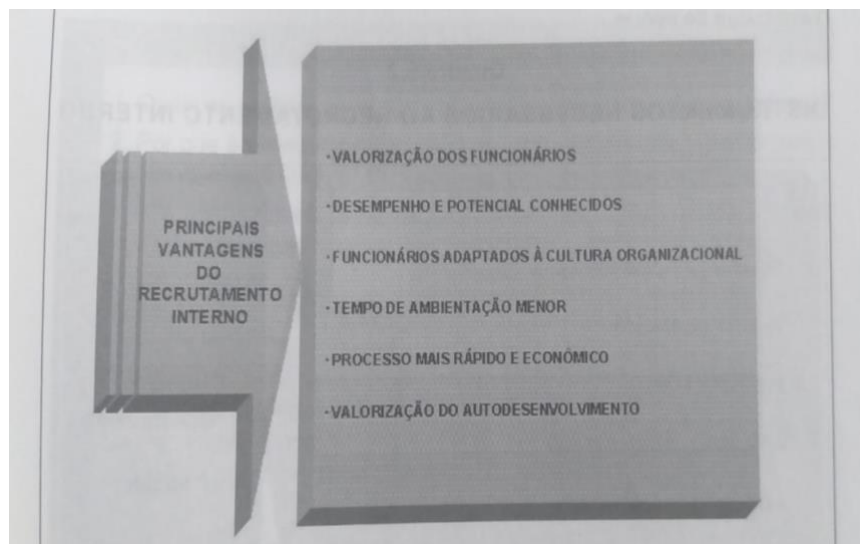 PRINCIPAIS
VANTAGENS
DO
RECRUTAMENTO
INTERNO
·VALORIZAÇÃO DOS FUNCIONÁRIOS
·DESEMPENHO E POTENCIAL CONHECIDOS
·FUNCIONÁRIOS ADAPTADOS À CULTURA ORGANIZACIONAL
·TEMPO DE AMBIENTAÇÃO MENOR
·PROCESSO MAIS RÁPIDO E ECONÔMICO
·VALORIZAÇÃO DO AUTODESENVOLVIMENTO